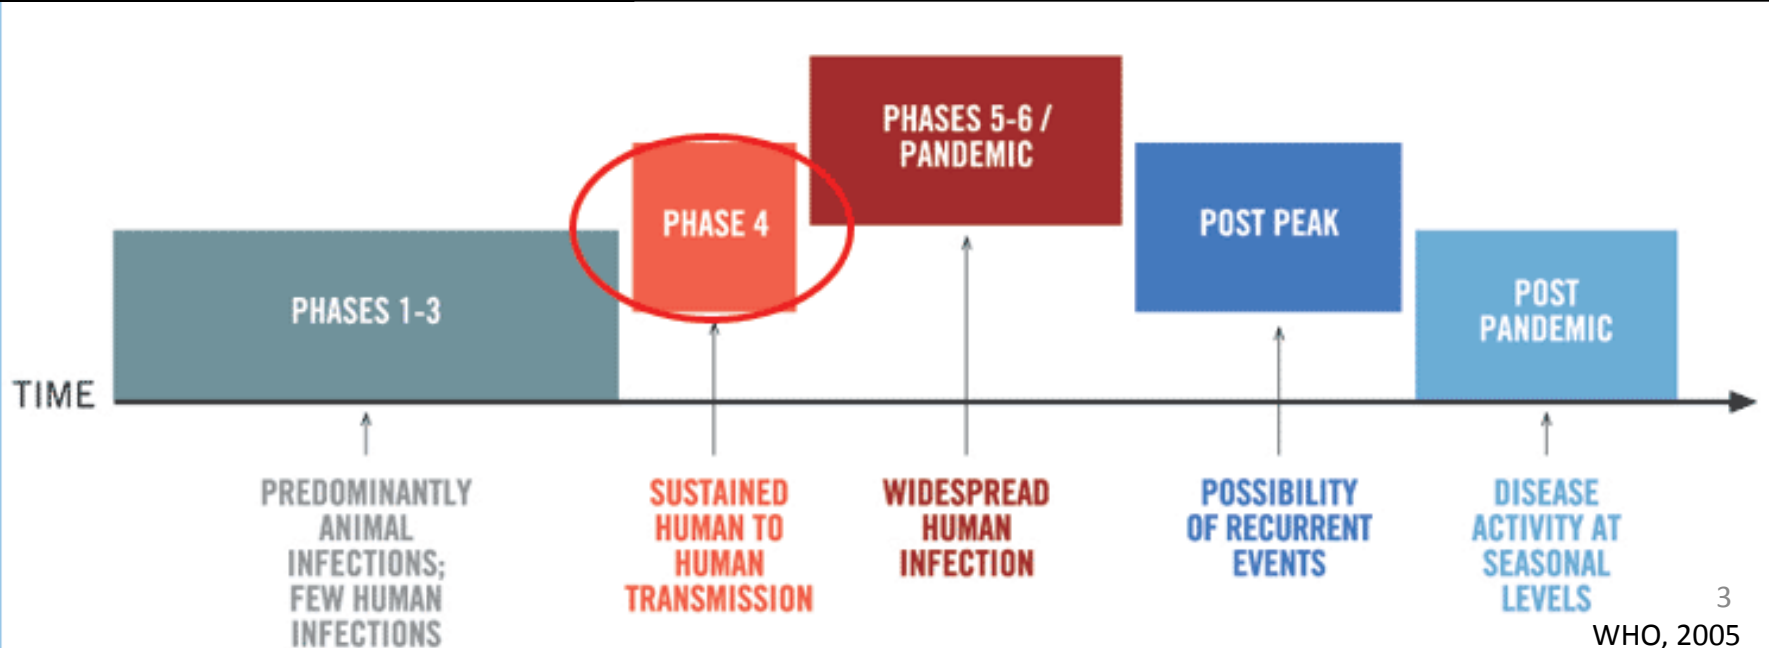 PHASES 5-6 /
PANDEMIC
PHASE 4
POST PEAK
PHASES 1-3
POST
PANDEMIC
TIME
PREDOMINANTLY
ANIMAL
INFECTIONS;
FEW HUMAN
INFECTIONS
SUSTAINED
HUMAN TO
HUMAN
TRANSMISSION
WIDESPREAD
HUMAN
INFECTION
POSSIBILITY
OF RECURRENT
EVENTS
DISEASE
ACTIVITY AT
SEASONAL
LEVELS
3
WHO, 2005